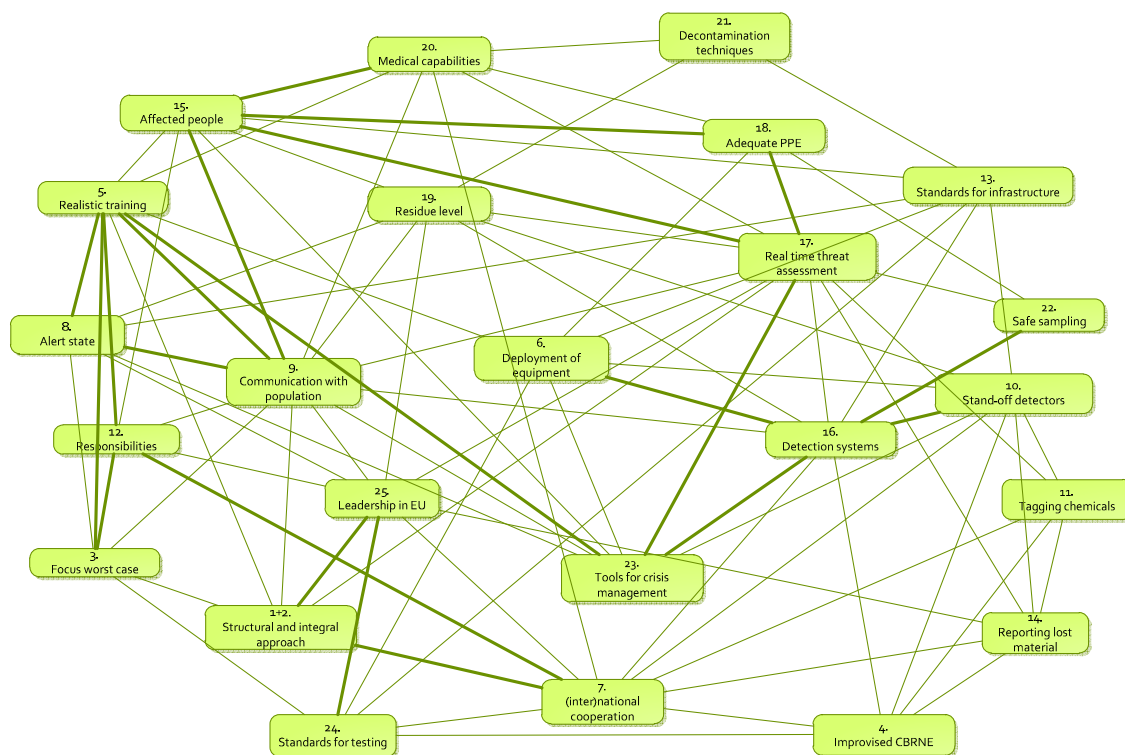 21.
Decontamination
techniques
20.
Medical capabilities
15.
Affected people
18.
Adequate PPE
13.
Standards for infrastructure
5.
Realistic training
19.
Residue level
17.
Real time threat
assessment
22.
Safe sampling
8.
Alert state
6.
Deployment of
equipment
9.
Communication with
population
10.
Stand-off detectors
12.
Responsibilities
16.
Detection systems
25.
Leadership in EU
11.
Tagging chemicals
3.
Focus worst case
23.
Tools for crisis
management
1+2.
Structural and integral
approach
14.
Reporting lost
material
7.
(inter)national
cooperation
24.
Standards for testing
4.
Improvised CBRNE